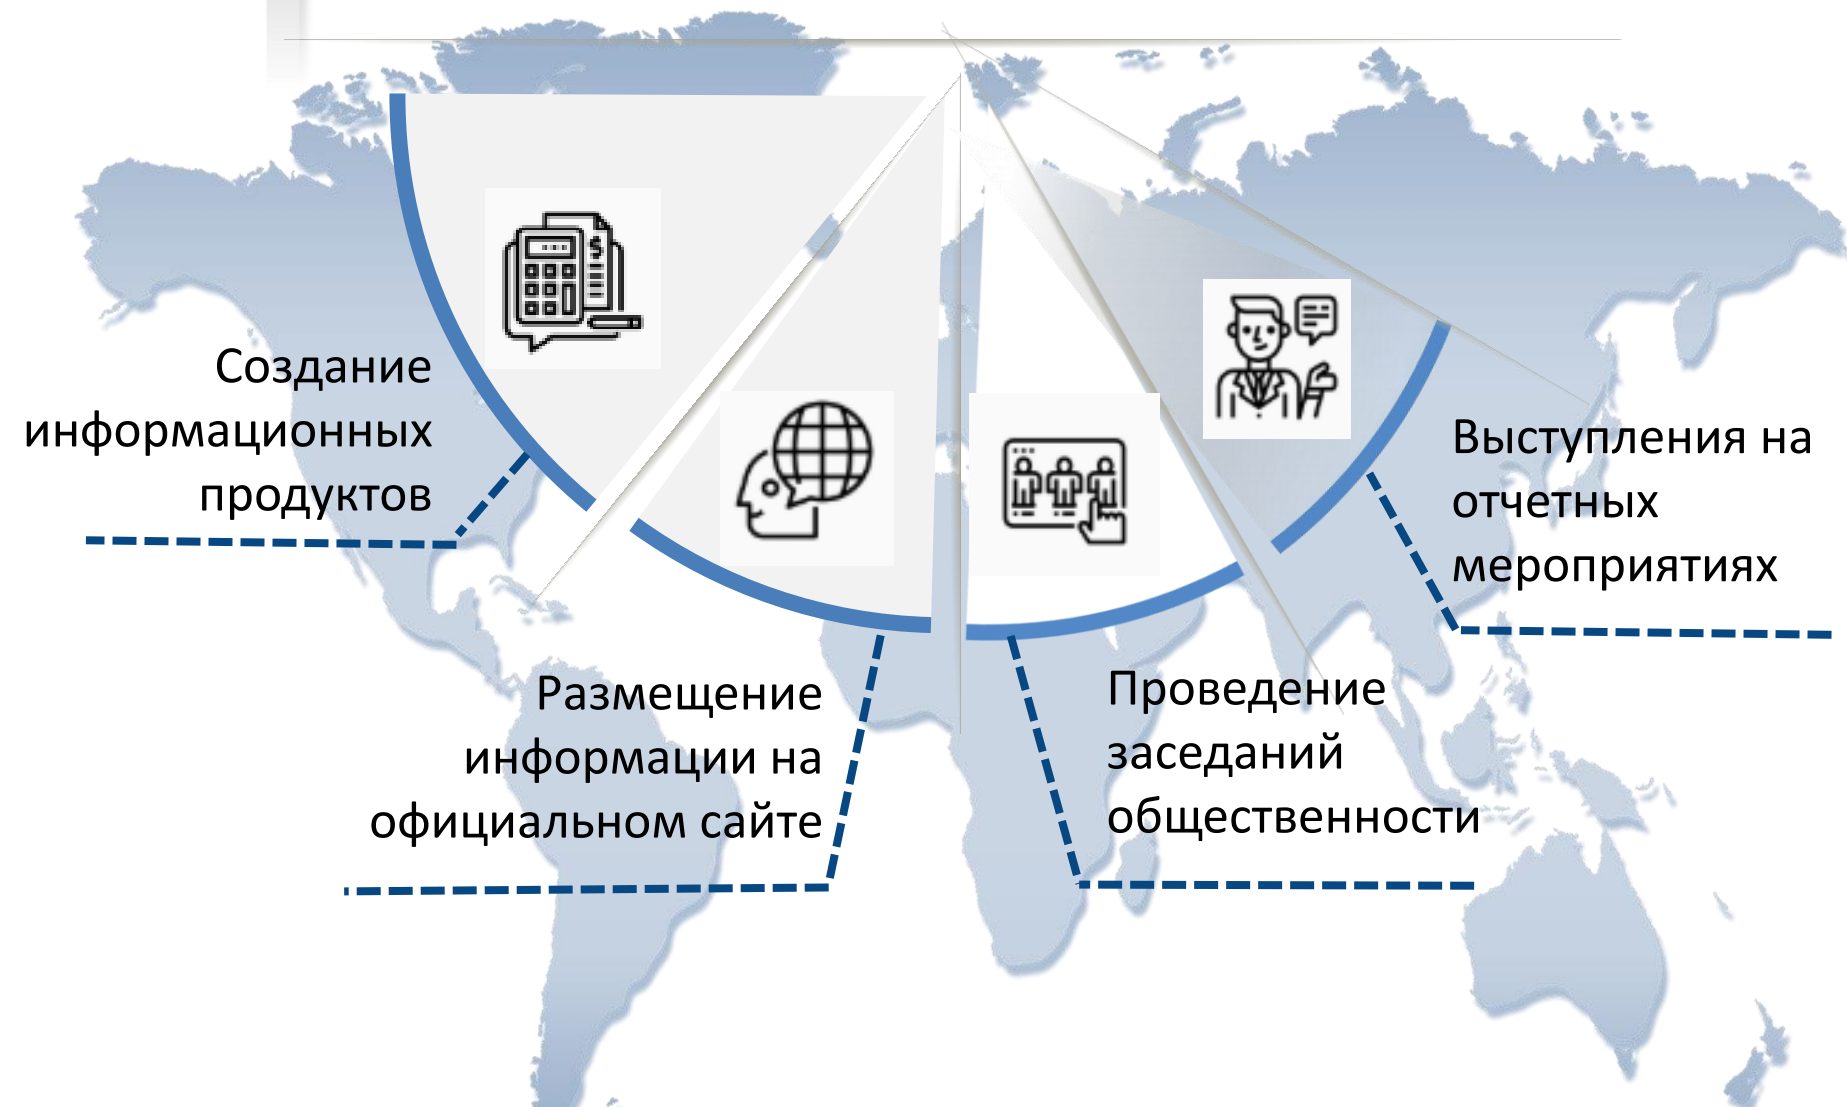 Создание
информационных
продуктов
Размещение
информации на
официальном сайте
Проведение
заседаний
общественности
Выступления на
отчетных
мероприятиях